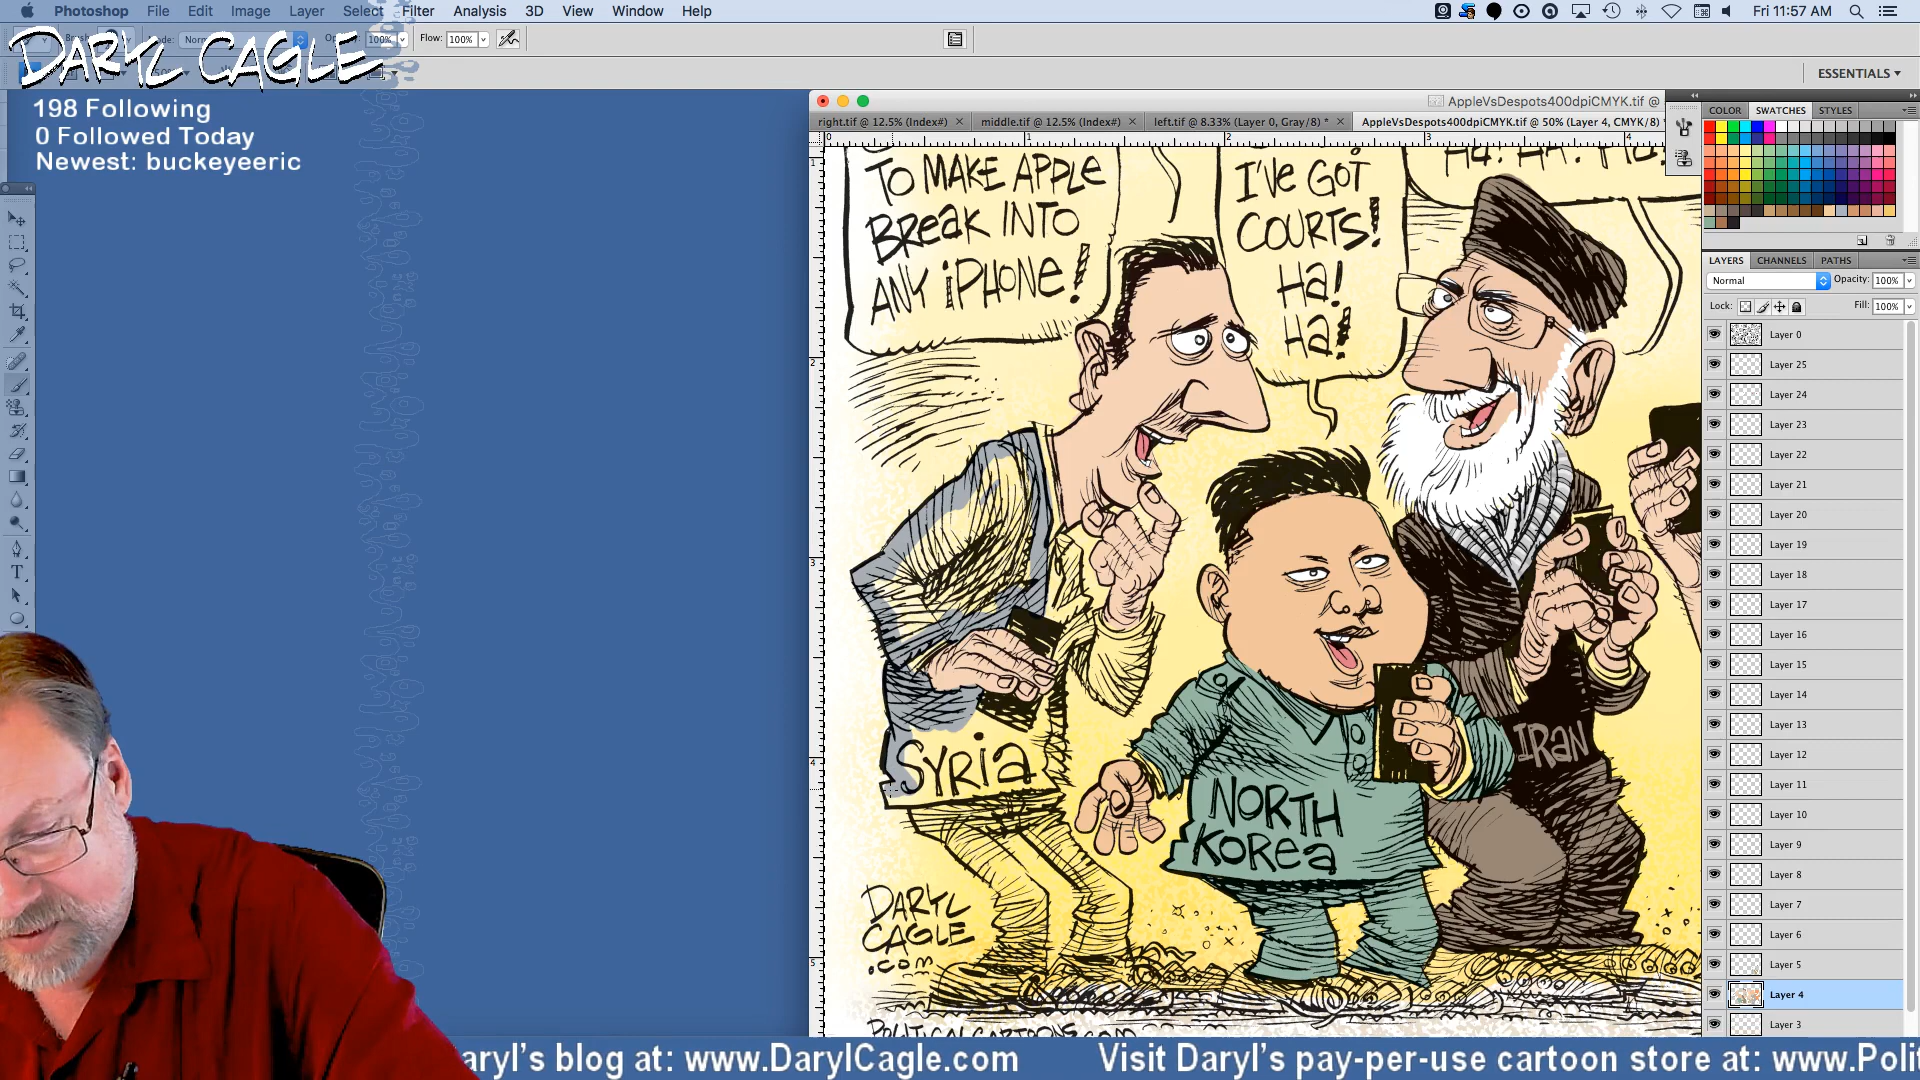 Photoshop File Edit Image Layer Select Filter Analysis 3D View Window Help
Fri 11:57 AM
100% Flow: 100%
DARYL CAGLE
ESSENTIALS
198 Following
0 Followed Today
Newest: buckeyeeric
AppleVsDespots400dpiCMYK.tif @
right.tif @ 12.5% (Index#)
middle.tif @ 12.5% (Index#)
left.tif @ 8.33% (Layer 0, Gray/8) *
AppleVsDespots400dpiCMYK.tif @ 50% (Layer 4, CMYK/8) *
COLOR SWATCHES STYLES
TO MAKE APPLE
BREAK INTO
ANY iPHONE!
I'VE GOT
COURTS!
HA!
HA!
SYRIA
NORTH
KOREA
IRAN
DARYL
CAGLE
.COM
POLITICALCARTOONS.COM
LAYERS CHANNELS PATHS
Normal Opacity: 100%
Lock: Fill: 100%
Layer 0
Layer 25
Layer 24
Layer 23
Layer 22
Layer 21
Layer 20
Layer 19
Layer 18
Layer 17
Layer 16
Layer 15
Layer 14
Layer 13
Layer 12
Layer 11
Layer 10
Layer 9
Layer 8
Layer 7
Layer 6
Layer 5
Layer 4
Layer 3
aryl's blog at: www.DarylCagle.com Visit Daryl's pay-per-use cartoon store at: www.Polit